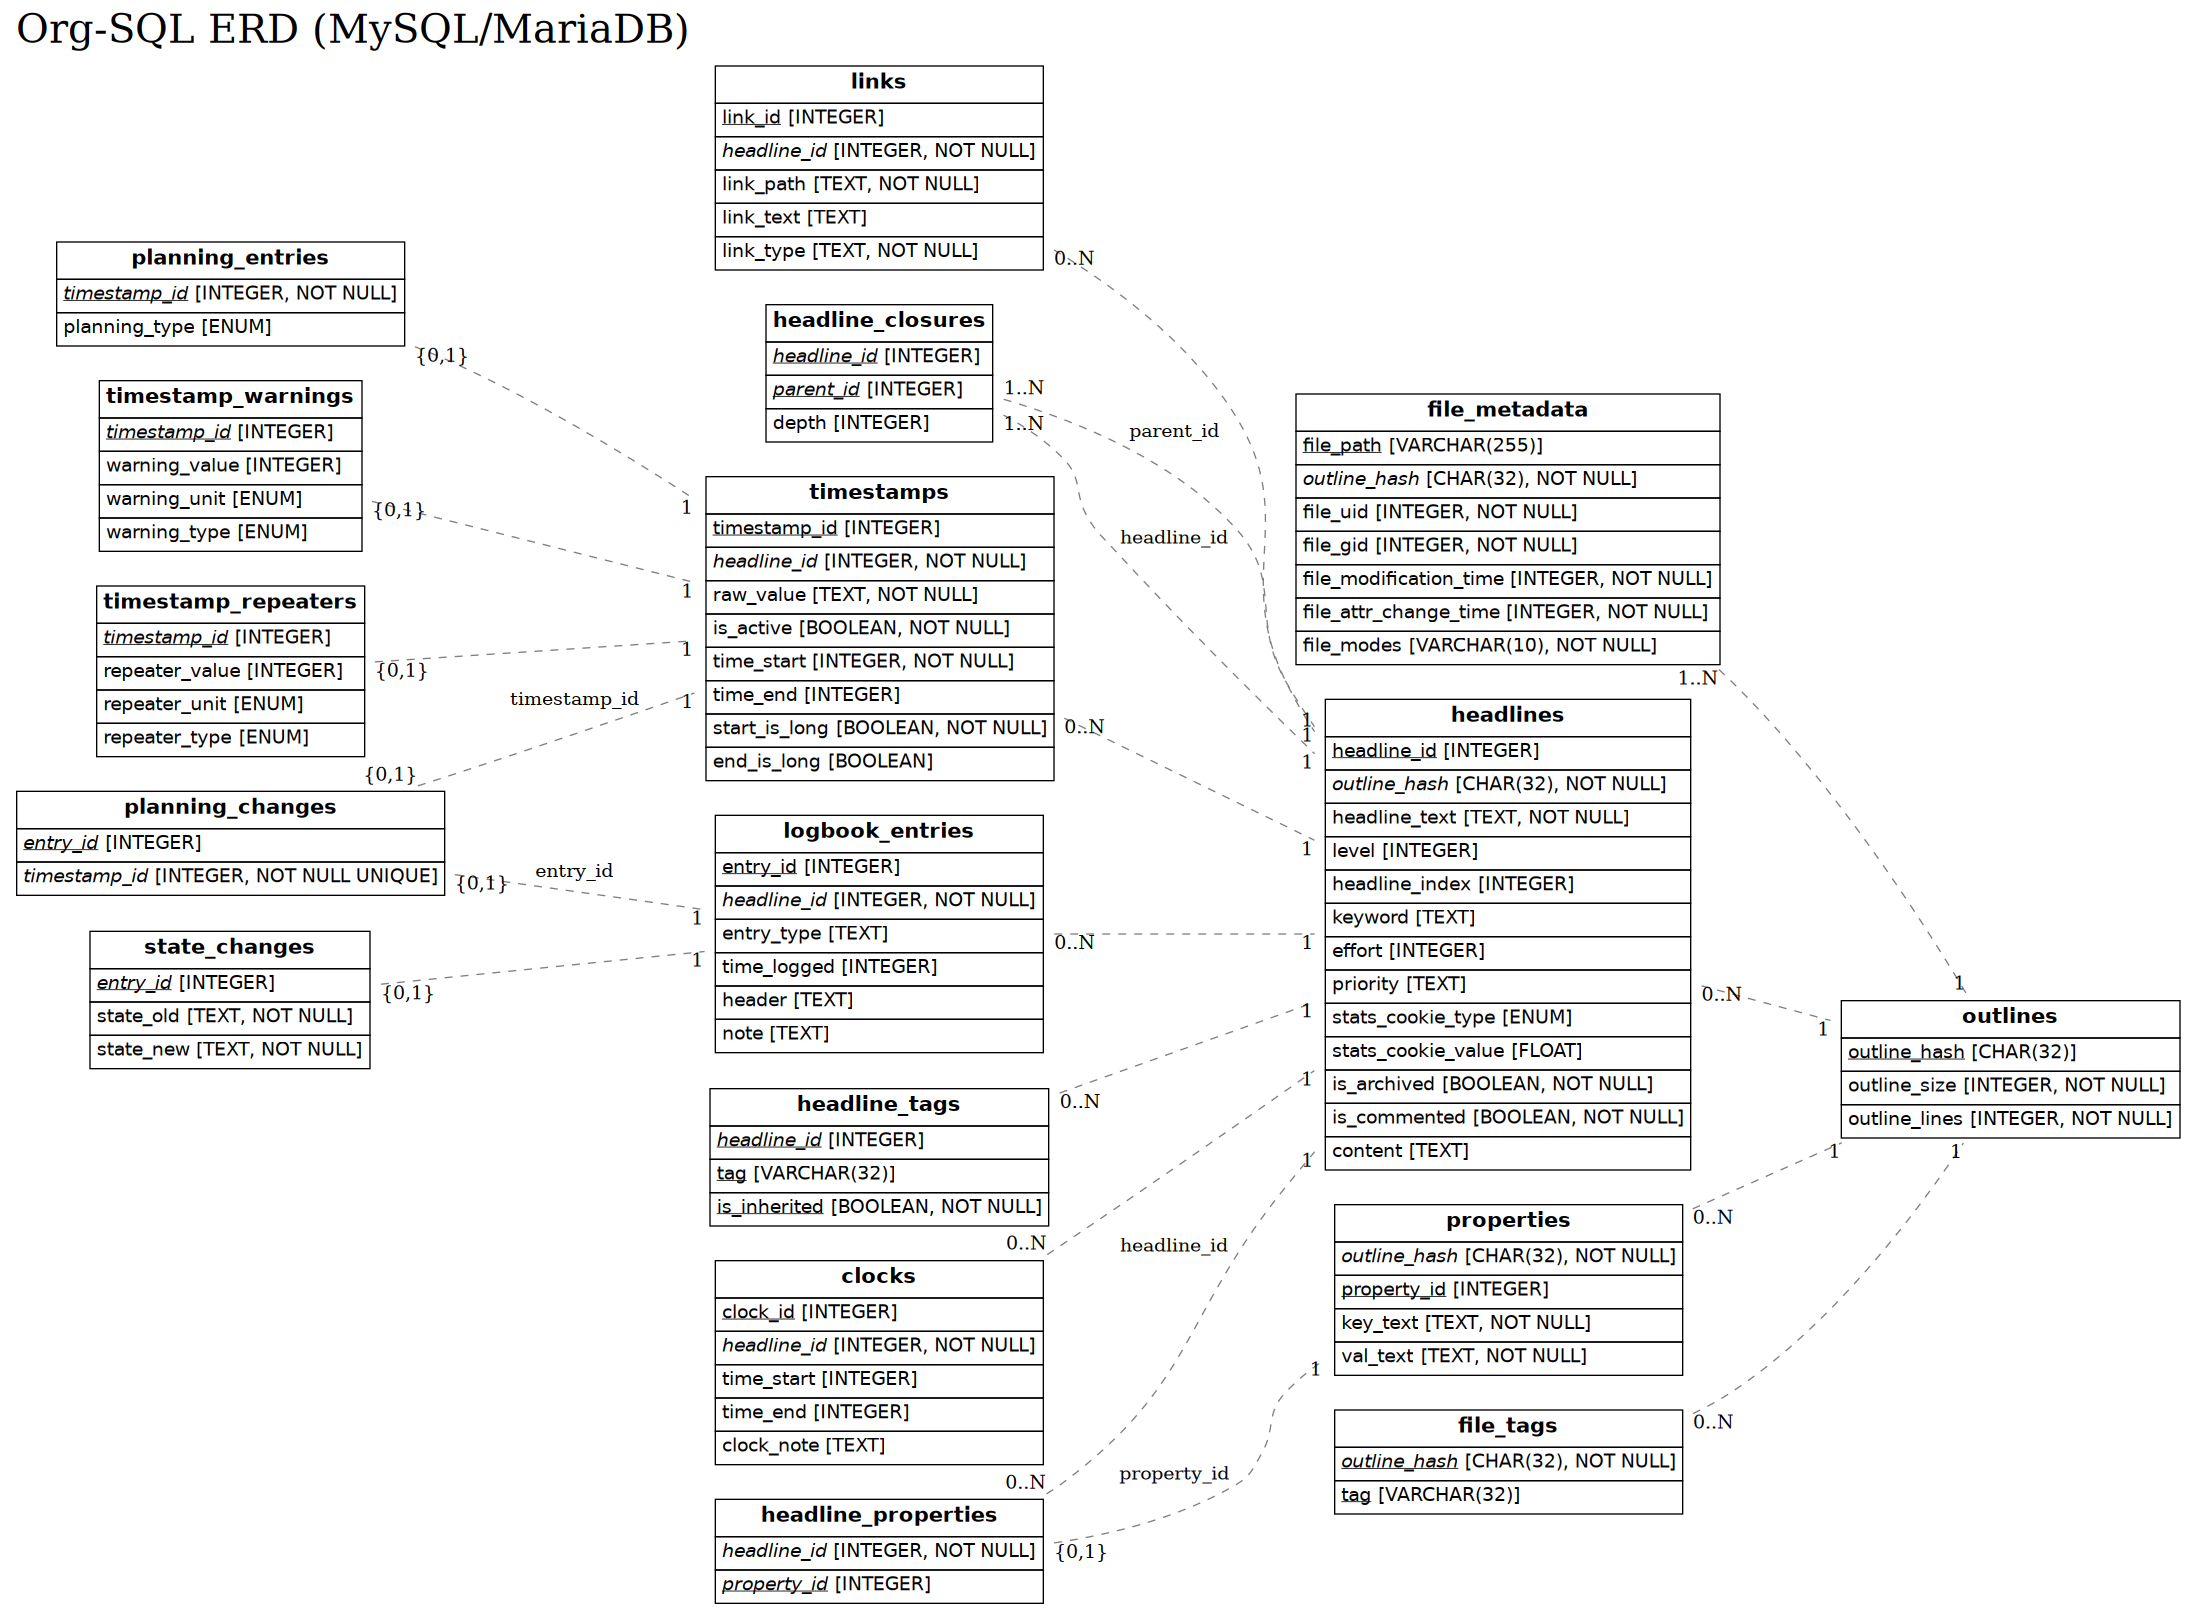 Org-SQL ERD (MySQL/MariaDB)
links
link_id [INTEGER]
headline_id [INTEGER, NOT NULL]
link_path [TEXT, NOT NULL]
link_text [TEXT]
link_type [TEXT, NOT NULL]
0..N
planning_entries
timestamp_id [INTEGER, NOT NULL]
planning_type [ENUM]
{0,1}
1
headline_closures
headline_id [INTEGER]
parent_id [INTEGER]
depth [INTEGER]
1..N
1..N
parent_id
headline_id
timestamp_warnings
timestamp_id [INTEGER]
warning_value [INTEGER]
warning_unit [ENUM]
warning_type [ENUM]
{0,1}
1
file_metadata
file_path [VARCHAR(255)]
outline_hash [CHAR(32), NOT NULL]
file_uid [INTEGER, NOT NULL]
file_gid [INTEGER, NOT NULL]
file_modification_time [INTEGER, NOT NULL]
file_attr_change_time [INTEGER, NOT NULL]
file_modes [VARCHAR(10), NOT NULL]
1..N
1
timestamps
timestamp_id [INTEGER]
headline_id [INTEGER, NOT NULL]
raw_value [TEXT, NOT NULL]
is_active [BOOLEAN, NOT NULL]
time_start [INTEGER, NOT NULL]
time_end [INTEGER]
start_is_long [BOOLEAN, NOT NULL]
end_is_long [BOOLEAN]
0..N
1
timestamp_repeaters
timestamp_id [INTEGER]
repeater_value [INTEGER]
repeater_unit [ENUM]
repeater_type [ENUM]
{0,1}
1
timestamp_id
1
{0,1}
planning_changes
entry_id [INTEGER]
timestamp_id [INTEGER, NOT NULL UNIQUE]
{0,1}
entry_id
1
headlines
headline_id [INTEGER]
outline_hash [CHAR(32), NOT NULL]
headline_text [TEXT, NOT NULL]
level [INTEGER]
headline_index [INTEGER]
keyword [TEXT]
effort [INTEGER]
priority [TEXT]
stats_cookie_type [ENUM]
stats_cookie_value [FLOAT]
is_archived [BOOLEAN, NOT NULL]
is_commented [BOOLEAN, NOT NULL]
content [TEXT]
1
1
1
0..N
1
logbook_entries
entry_id [INTEGER]
headline_id [INTEGER, NOT NULL]
entry_type [TEXT]
time_logged [INTEGER]
header [TEXT]
note [TEXT]
0..N
1
state_changes
entry_id [INTEGER]
state_old [TEXT, NOT NULL]
state_new [TEXT, NOT NULL]
{0,1}
1
outlines
outline_hash [CHAR(32)]
outline_size [INTEGER, NOT NULL]
outline_lines [INTEGER, NOT NULL]
1
1
headline_tags
headline_id [INTEGER]
tag [VARCHAR(32)]
is_inherited [BOOLEAN, NOT NULL]
0..N
1
clocks
clock_id [INTEGER]
headline_id [INTEGER, NOT NULL]
time_start [INTEGER]
time_end [INTEGER]
clock_note [TEXT]
0..N
1
properties
outline_hash [CHAR(32), NOT NULL]
property_id [INTEGER]
key_text [TEXT, NOT NULL]
val_text [TEXT, NOT NULL]
0..N
1
file_tags
outline_hash [CHAR(32), NOT NULL]
tag [VARCHAR(32)]
0..N
headline_properties
headline_id [INTEGER, NOT NULL]
property_id [INTEGER]
0..N
headline_id
1
{0,1}
property_id